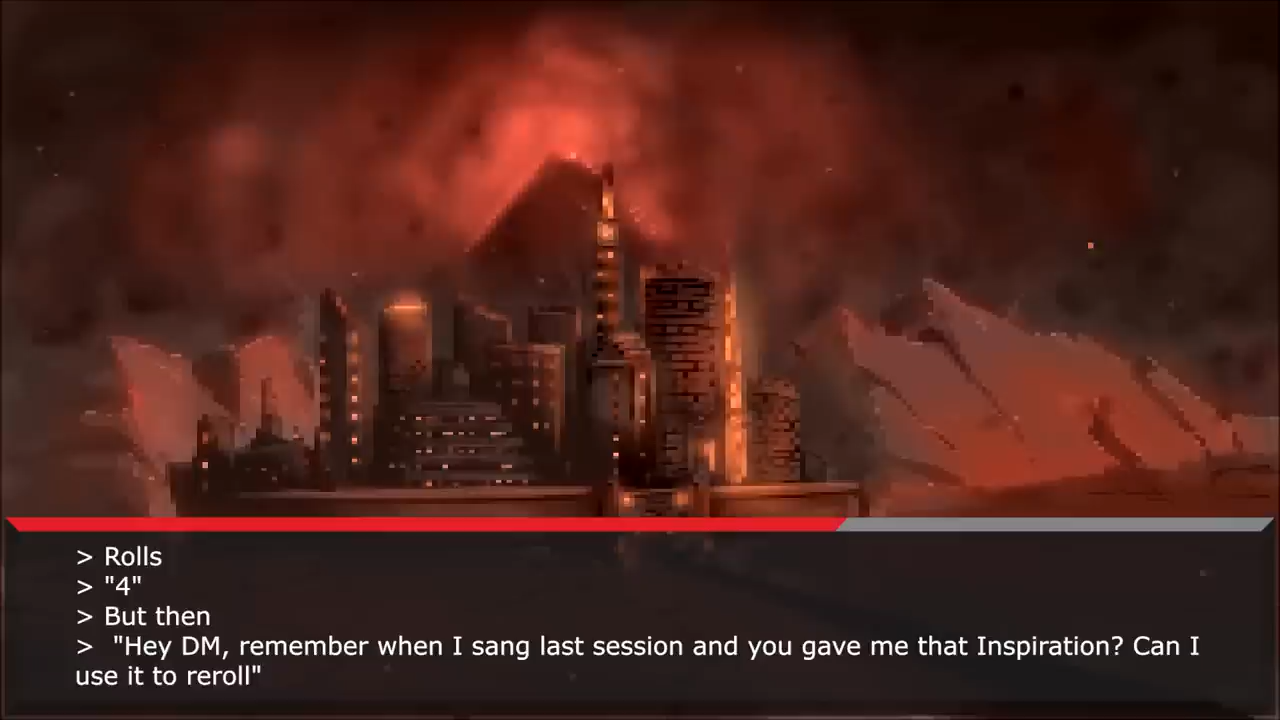 > Rolls
> "4"
> But then
>  "Hey DM, remember when I sang last session and you gave me that Inspiration? Can I
use it to reroll"